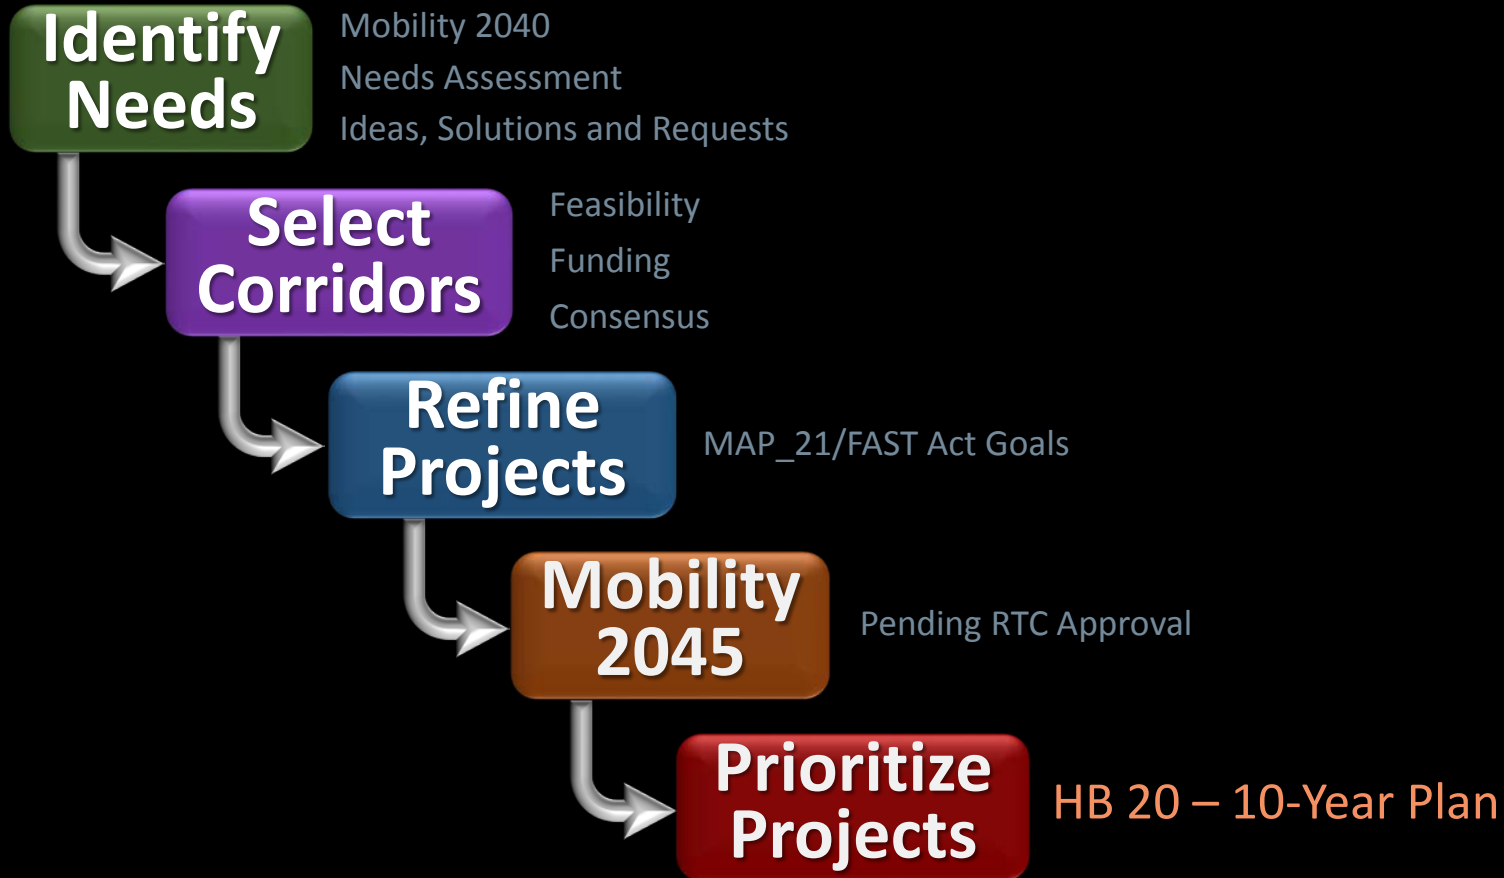 Identify
Needs
Mobility 2040
Needs Assessment
Ideas, Solutions and Requests
Select
Corridors
Feasibility
Funding
Consensus
Refine
Projects
MAP_21/FAST Act Goals
Mobility
2045
Pending RTC Approval
Prioritize
Projects
HB 20 – 10-Year Plan